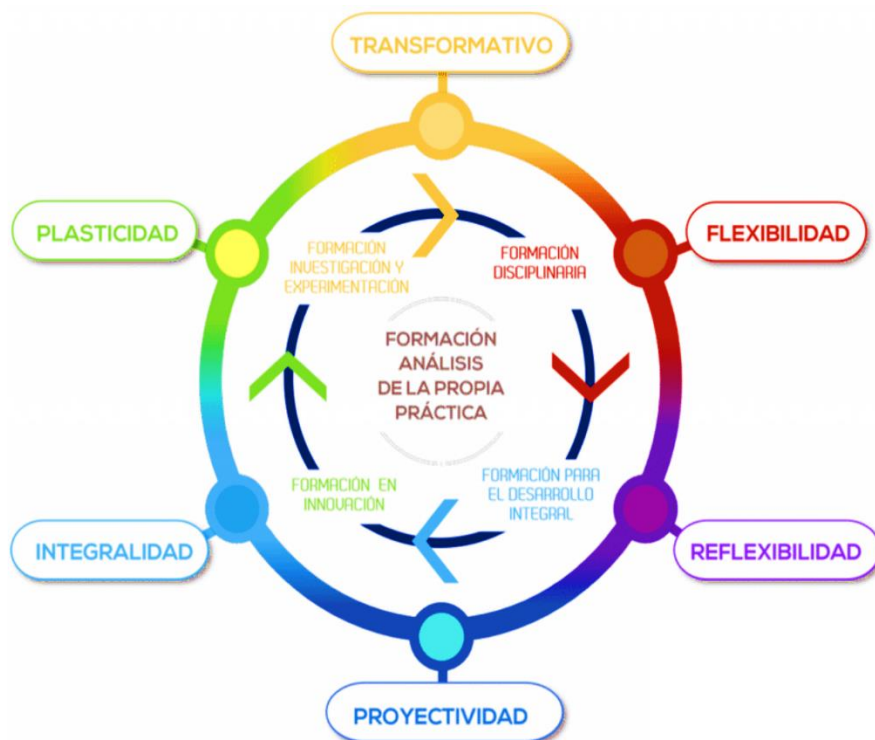 TRANSFORMATIVO
PLASTICIDAD
FLEXIBILIDAD
FORMACIÓN
INVESTIGACIÓN Y
EXPERIMENTACIÓN
FORMACIÓN
DISCIPLINARIA
FORMACIÓN
ANÁLISIS
DE LA PROPIA
PRÁCTICA
FORMACIÓN EN
INNOVACIÓN
FORMACIÓN PARA
EL DESARROLLO
INTEGRAL
INTEGRALIDAD
REFLEXIBILIDAD
PROYECTIVIDAD